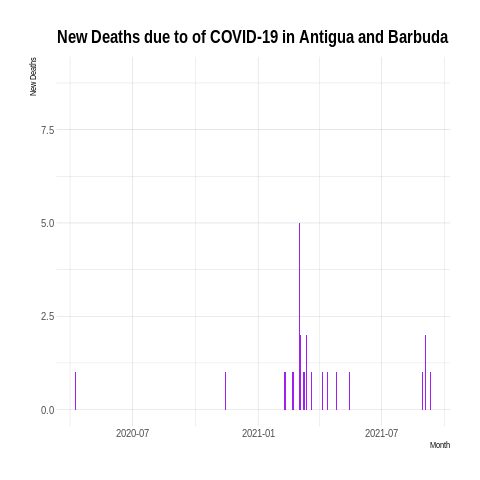 New Deaths due to of COVID-19 in Antigua and Barbuda
New Deaths
7.5
5.0
2.5
0.0
2020-07 2021-01 2021-07
Month